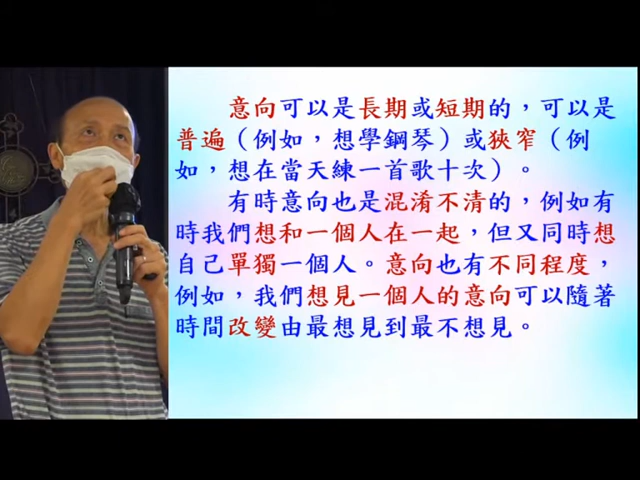 意向可以是長期或短期的，可以是
普遍（例如，想學鋼琴）或狹窄（例
如，想在當天練一首歌十次）。
有時意向也是混淆不清的，例如有
時我們想和一個人在一起，但又同時想
自己單獨一個人。意向也有不同程度，
例如，我們想見一個人的意向可以隨著
時間改變由最想見到最不想見。